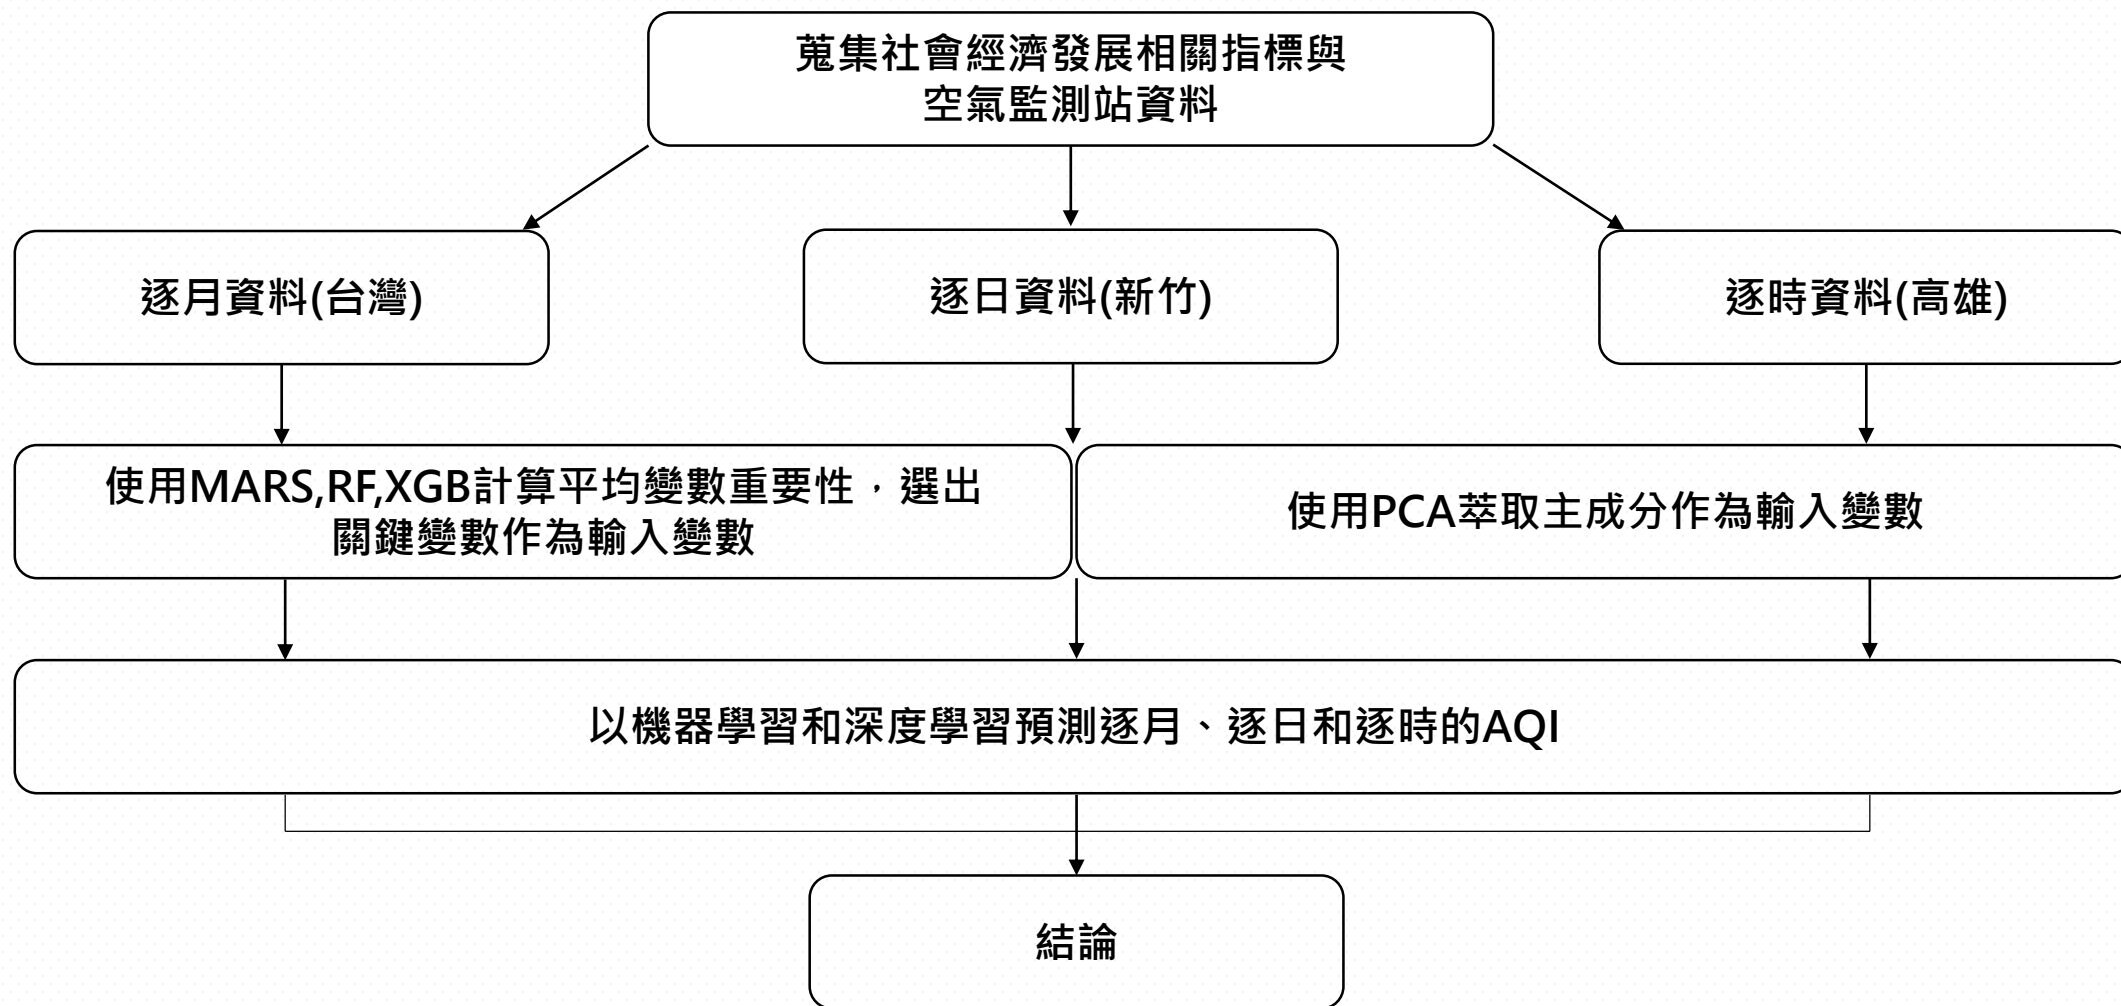 蒐集社會經濟發展相關指標與
空氣監測站資料
逐月資料(台灣)
逐日資料(新竹)
逐時資料(高雄)
使用MARS,RF,XGB計算平均變數重要性，選出
關鍵變數作為輸入變數
使用PCA萃取主成分作為輸入變數
以機器學習和深度學習預測逐月、逐日和逐時的AQI
結論